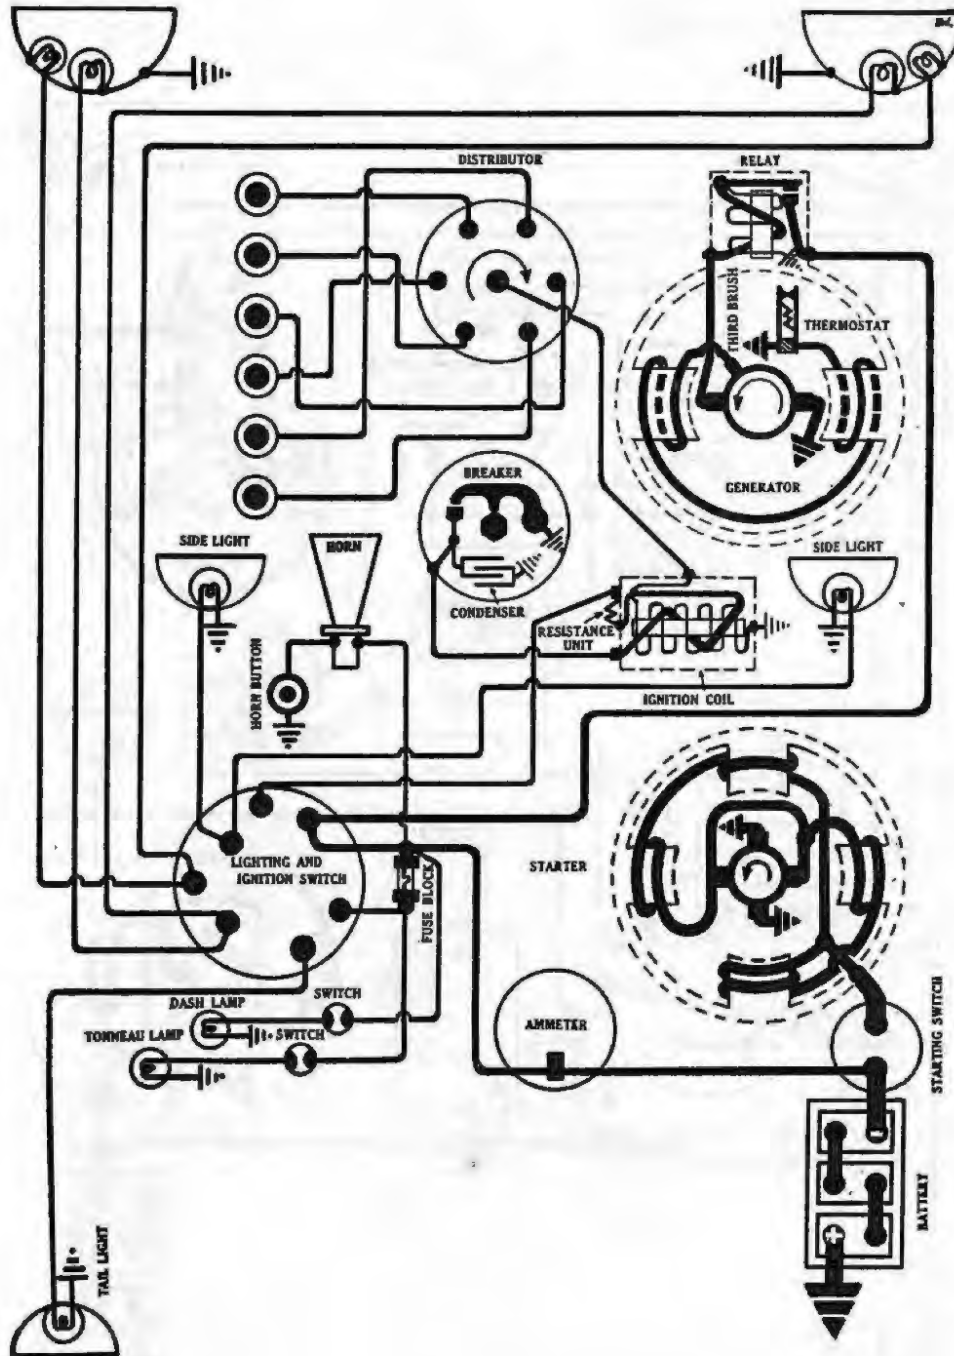 DISTRIBUTOR
RELAY
THIRD BRUSH
THERMOSTAT
GENERATOR
BREAKER
CONDENSER
SIDE LIGHT
HORN
SIDE LIGHT
RESISTANCE
UNIT
IGNITION COIL
HORN BUTTON
LIGHTING AND
IGNITION SWITCH
FUSE BLOCK
STARTER
DASH LAMP
SWITCH
TONNEAU LAMP
SWITCH
AMMETER
STARTING SWITCH
BATTERY
TAIL LIGHT